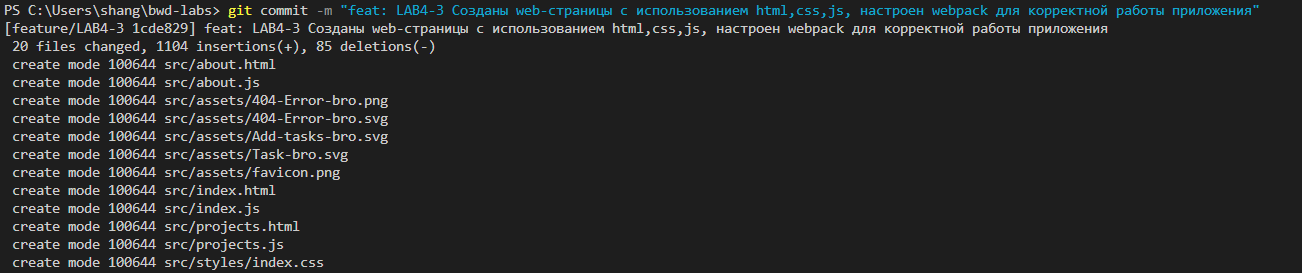 PS C:\Users\shang\bwd-labs> git commit -m "feat: LAB4-3 Созданы web-страницы с использованием html,css,js, настроен webpack для корректной работы приложения"
[feature/LAB4-3 1cde829] feat: LAB4-3 Созданы web-страницы с использованием html,css,js, настроен webpack для корректной работы приложения
20 files changed, 1104 insertions(+), 85 deletions(-)
create mode 100644 src/about.html
create mode 100644 src/about.js
create mode 100644 src/assets/404-Error-bro.png
create mode 100644 src/assets/404-Error-bro.svg
create mode 100644 src/assets/Add-tasks-bro.svg
create mode 100644 src/assets/Task-bro.svg
create mode 100644 src/assets/favicon.png
create mode 100644 src/index.html
create mode 100644 src/index.js
create mode 100644 src/projects.html
create mode 100644 src/projects.js
create mode 100644 src/styles/index.css